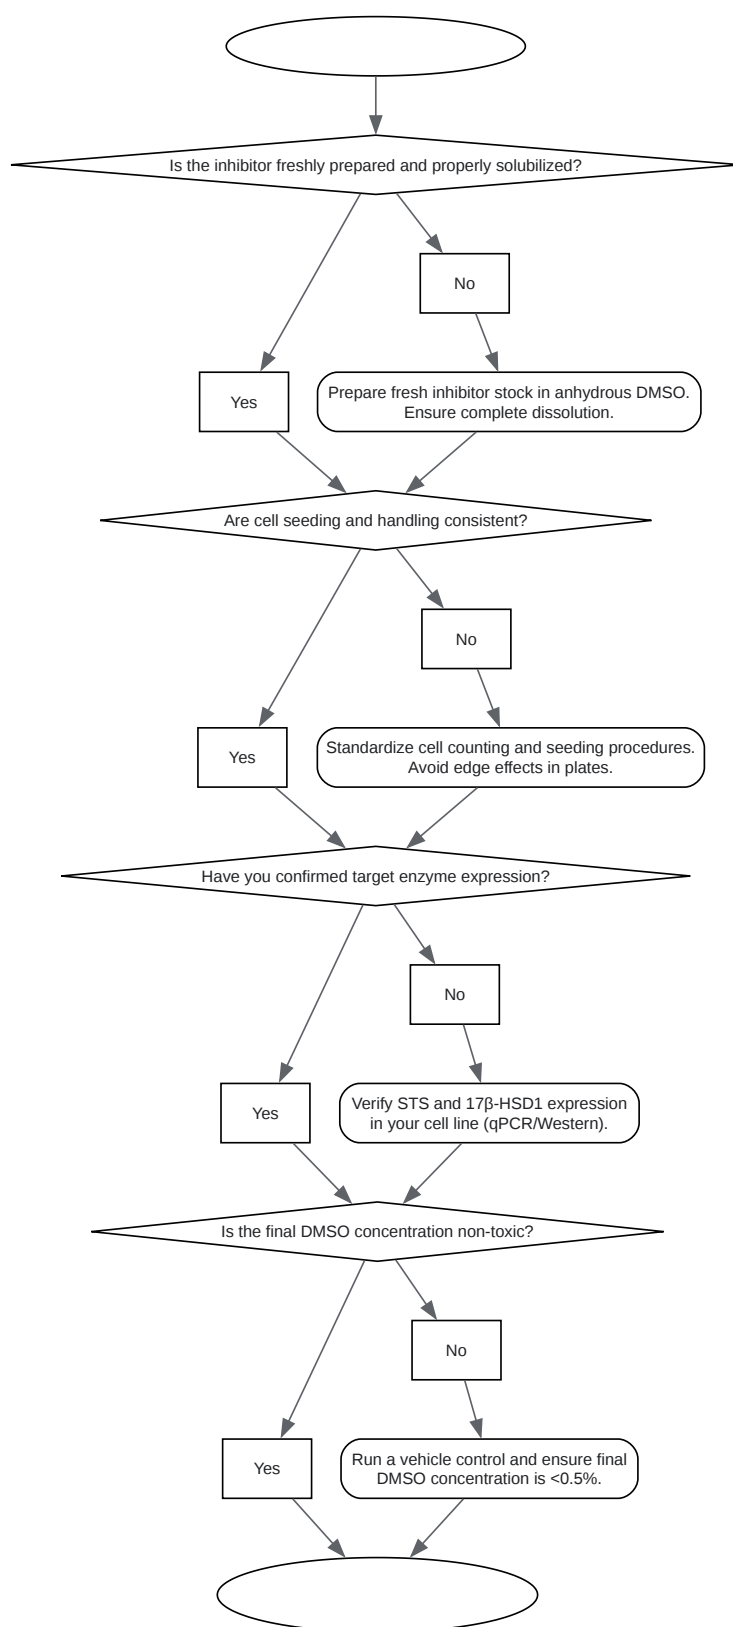 Is the inhibitor freshly prepared and properly solubilized?
No
Yes
Prepare fresh inhibitor stock in anhydrous DMSO.
Ensure complete dissolution.
Are cell seeding and handling consistent?
No
Yes
Standardize cell counting and seeding procedures.
Avoid edge effects in plates.
Have you confirmed target enzyme expression?
No
Yes
Verify STS and 17β-HSD1 expression
in your cell line (qPCR/Western).
Is the final DMSO concentration non-toxic?
No
Yes
Run a vehicle control and ensure final
DMSO concentration is <0.5%.